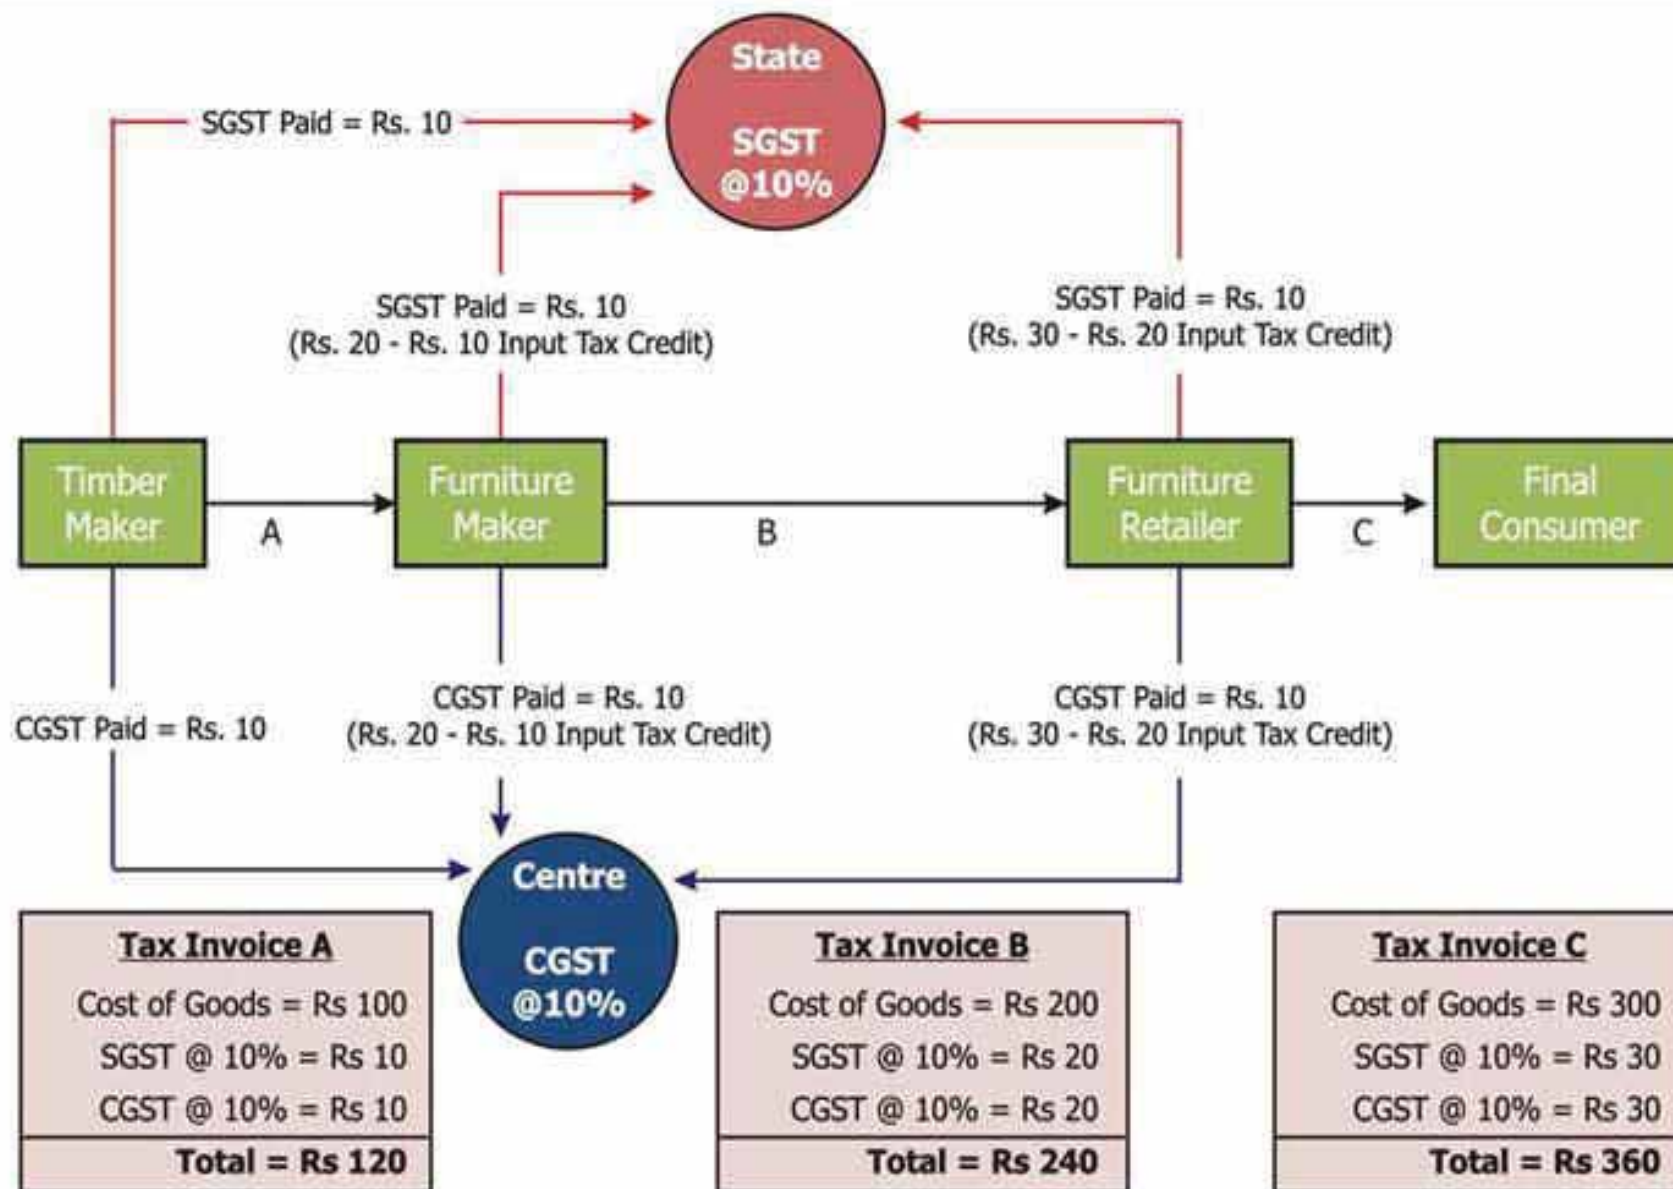 State
SGST
@10%
SGST Paid = Rs. 10
SGST Paid = Rs. 10
(Rs. 20 - Rs. 10 Input Tax Credit)
SGST Paid = Rs. 10
(Rs. 30 - Rs. 20 Input Tax Credit)
Timber
Maker
A
Furniture
Maker
B
Furniture
Retailer
C
Final
Consumer
CGST Paid = Rs. 10
CGST Paid = Rs. 10
(Rs. 20 - Rs. 10 Input Tax Credit)
CGST Paid = Rs. 10
(Rs. 30 - Rs. 20 Input Tax Credit)
Centre
CGST
@10%
Tax Invoice A
Cost of Goods = Rs 100
SGST @ 10% = Rs 10
CGST @ 10% = Rs 10
Total = Rs 120
Tax Invoice B
Cost of Goods = Rs 200
SGST @ 10% = Rs 20
CGST @ 10% = Rs 20
Total = Rs 240
Tax Invoice C
Cost of Goods = Rs 300
SGST @ 10% = Rs 30
CGST @ 10% = Rs 30
Total = Rs 360